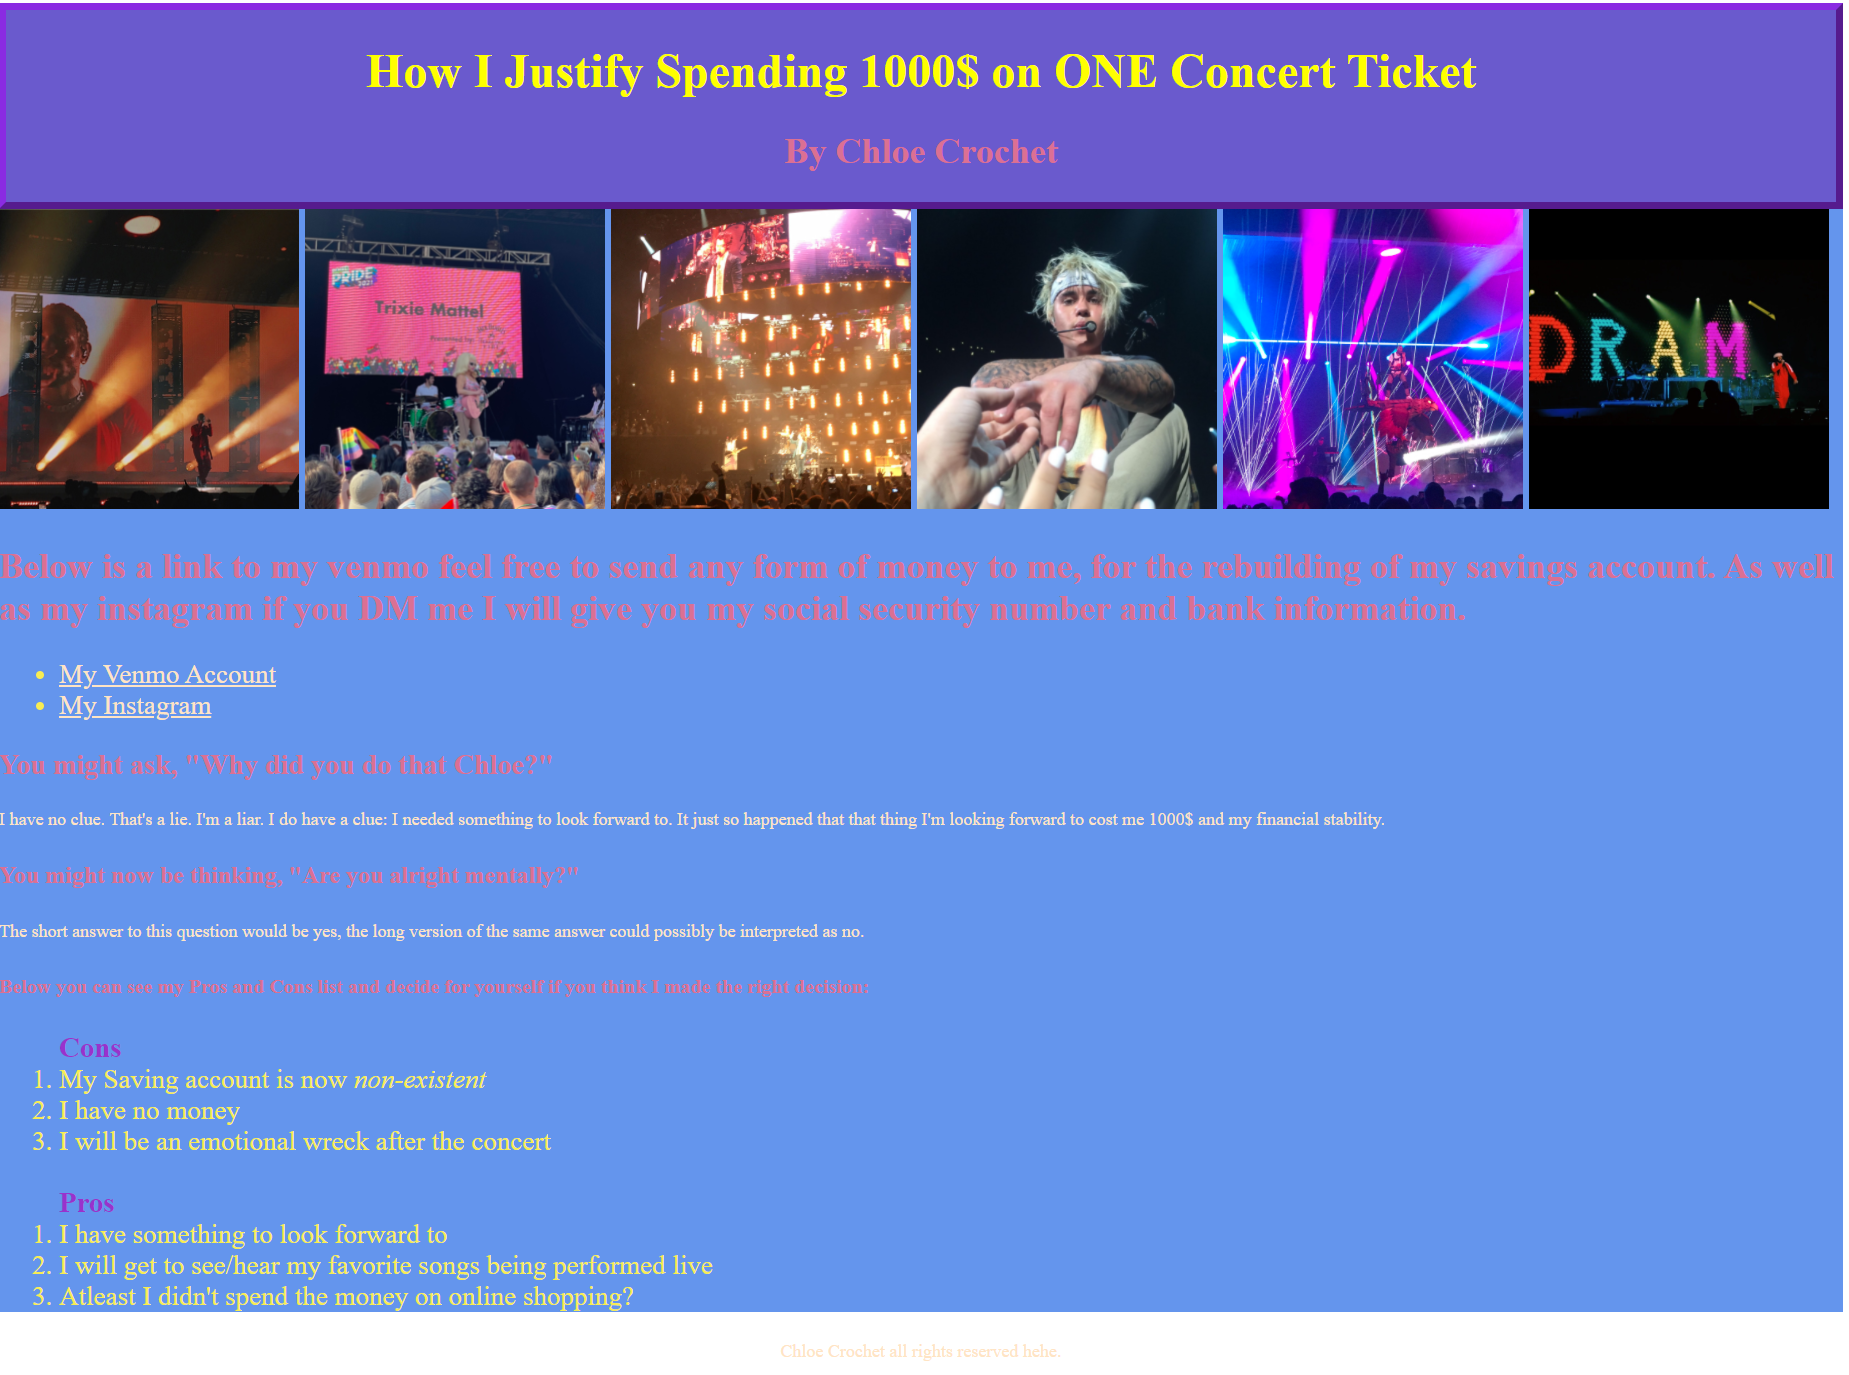 How I Justify Spending 1000$ on ONE Concert Ticket
By Chloe Crochet
PRIDE
2021
Trixie Mattel
DRAM
Below is a link to my venmo feel free to send any form of money to me, for the rebuilding of my savings account. As well
as my instagram if you DM me I will give you my social security number and bank information.
• My Venmo Account
• My Instagram
You might ask, "Why did you do that Chloe?"
I have no clue. That's a lie. I'm a liar. I do have a clue: I needed something to look forward to. It just so happened that that thing I'm looking forward to cost me 1000$ and my financial stability.
You might now be thinking, "Are you alright mentally?"
The short answer to this question would be yes, the long version of the same answer could possibly be interpreted as no.
Below you can see my Pros and Cons list and decide for yourself if you think I made the right decision:
Cons
1. My Saving account is now non-existent
2. I have no money
3. I will be an emotional wreck after the concert
Pros
1. I have something to look forward to
2. I will get to see/hear my favorite songs being performed live
3. Atleast I didn't spend the money on online shopping?
Chloe Crochet all rights reserved hehe.